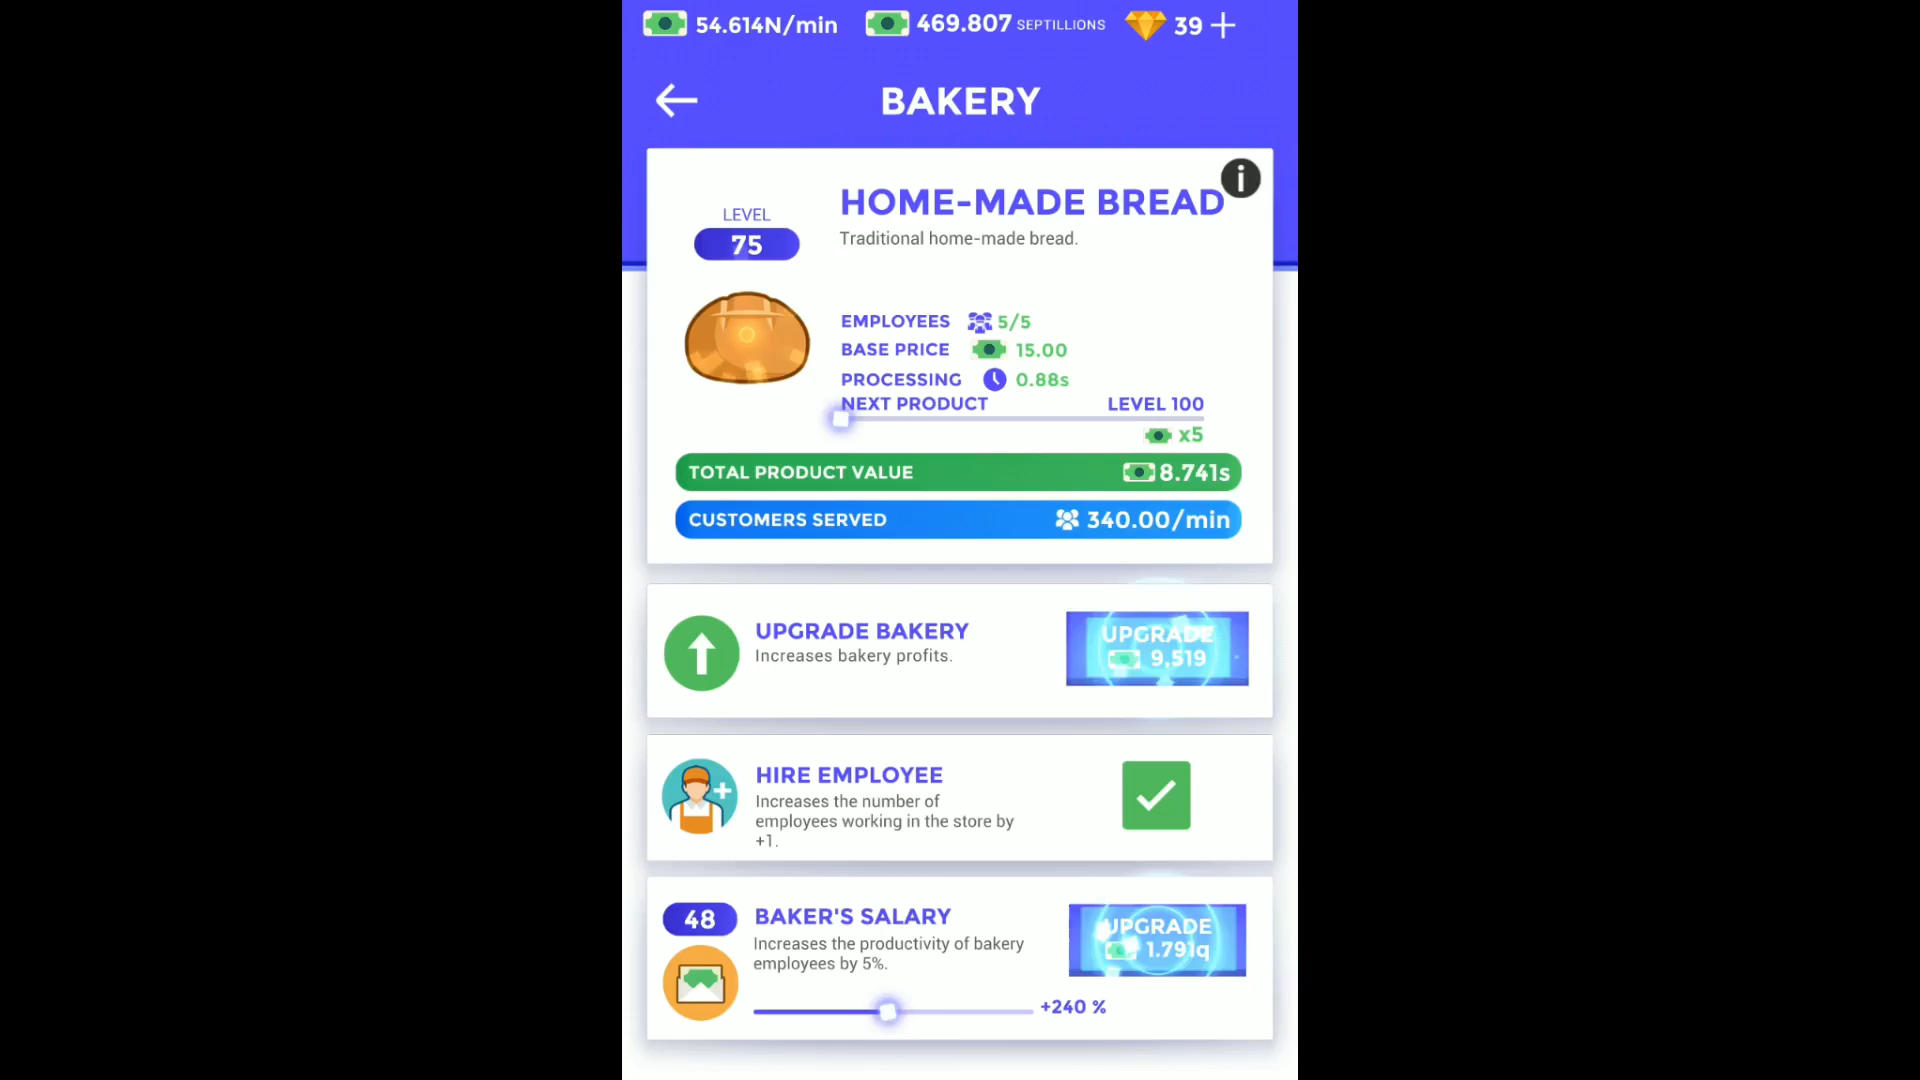 54.614N/min 469.807 SEPTILLIONS 39
BAKERY
HOME-MADE BREAD
Traditional home-made bread.
LEVEL
75
EMPLOYEES 5/5
BASE PRICE 15.00
PROCESSING 0.88s
NEXT PRODUCT LEVEL 100
x5
TOTAL PRODUCT VALUE 8.741s
CUSTOMERS SERVED 340.00/min
UPGRADE BAKERY
Increases bakery profits.
UPGRADE
9,519
HIRE EMPLOYEE
Increases the number of
employees working in the store by
+1.
48
BAKER'S SALARY
Increases the productivity of bakery
employees by 5%.
UPGRADE
1.791q
+240 %